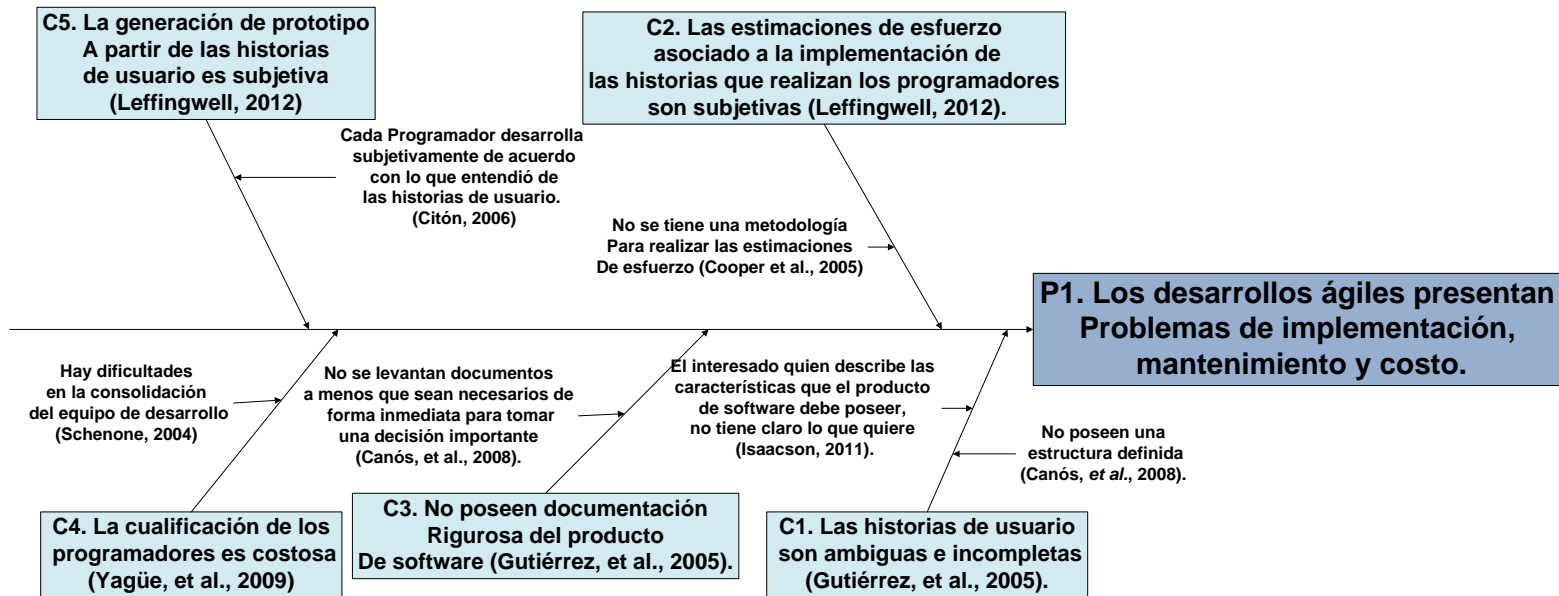 C5. La generación de prototipo
A partir de las historias
de usuario es subjetiva
(Leffingwell, 2012)
C2. Las estimaciones de esfuerzo
asociado a la implementación de
las historias que realizan los programadores
son subjetivas (Leffingwell, 2012).
Cada Programador desarrolla
subjetivamente de acuerdo
con lo que entendió de
las historias de usuario.
(Citón, 2006)
No se tiene una metodología
Para realizar las estimaciones
De esfuerzo (Cooper et al., 2005)
P1. Los desarrollos ágiles presentan
Problemas de implementación,
mantenimiento y costo.
Hay dificultades
en la consolidación
del equipo de desarrollo
(Schenone, 2004)
No se levantan documentos
a menos que sean necesarios de
forma inmediata para tomar
una decisión importante
(Canós, et al., 2008).
El interesado quien describe las
características que el producto
de software debe poseer,
no tiene claro lo que quiere
(Isaacson, 2011).
No poseen una
estructura definida
(Canós, et al., 2008).
C4. La cualificación de los
programadores es costosa
(Yagüe, et al., 2009)
C3. No poseen documentación
Rigurosa del producto
De software (Gutiérrez, et al., 2005).
C1. Las historias de usuario
son ambiguas e incompletas
(Gutiérrez, et al., 2005).